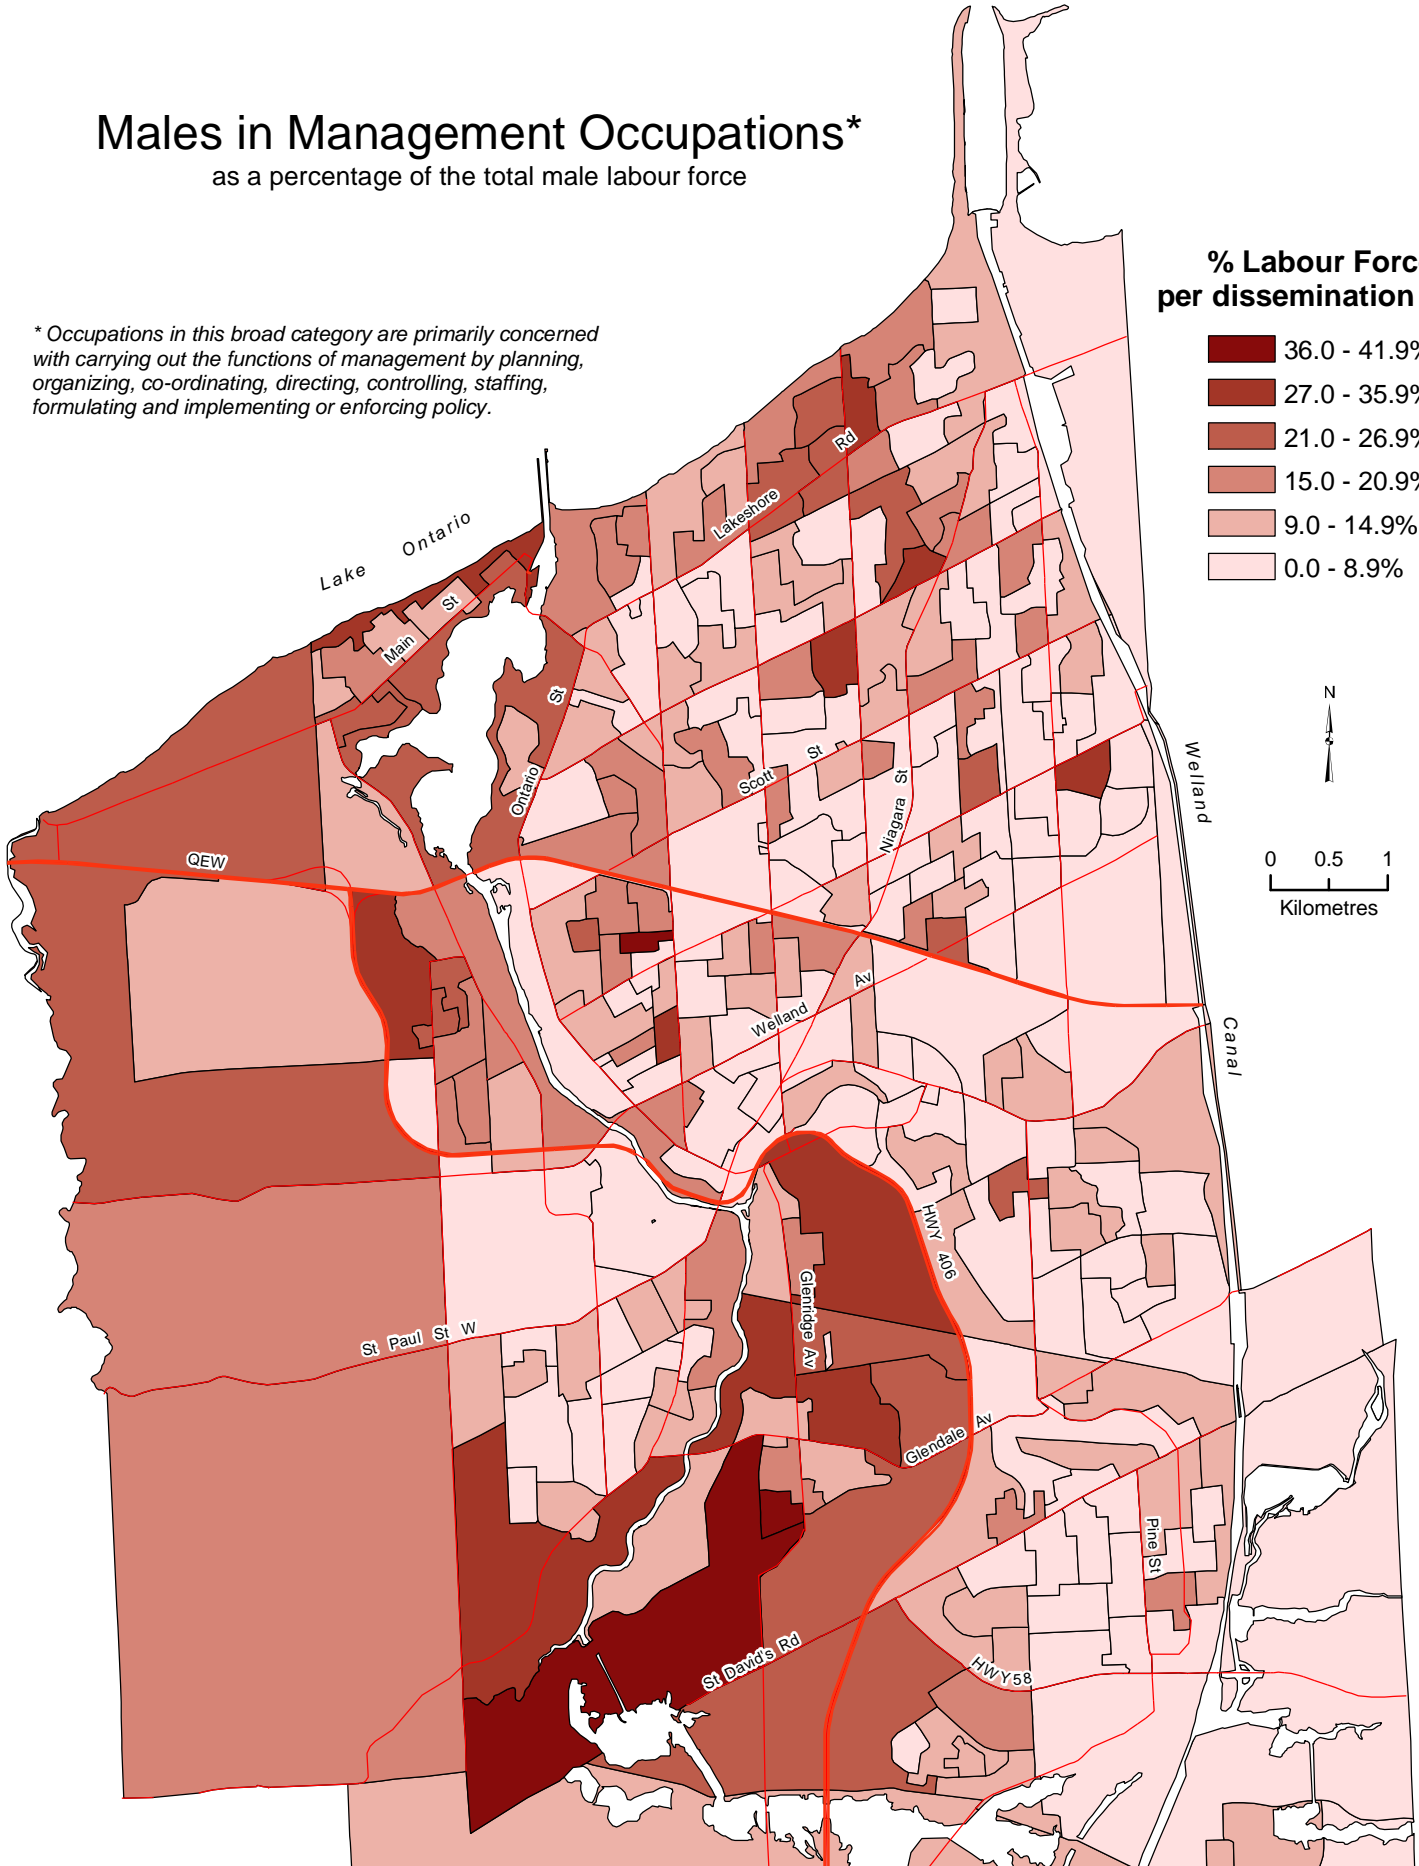 Males in Management Occupations*
as a percentage of the total male labour force
* Occupations in this broad category are primarily concerned
with carrying out the functions of management by planning,
organizing, co-ordinating, directing, controlling, staffing,
formulating and implementing or enforcing policy.
% Labour Forc
per dissemination
36.0 - 41.9%
27.0 - 35.9%
21.0 - 26.9%
15.0 - 20.9%
9.0 - 14.9%
0.0 - 8.9%
Lake Ontario
Main St
Lakeshore Rd
Ontario St
Scott St
Niagara St
Welland Canal
N
0 0.5 1
Kilometres
QEW
Welland Av
HWY 406
Glenridge Av
St Paul St W
Glendale Av
Pine St
St David's Rd
HWY58